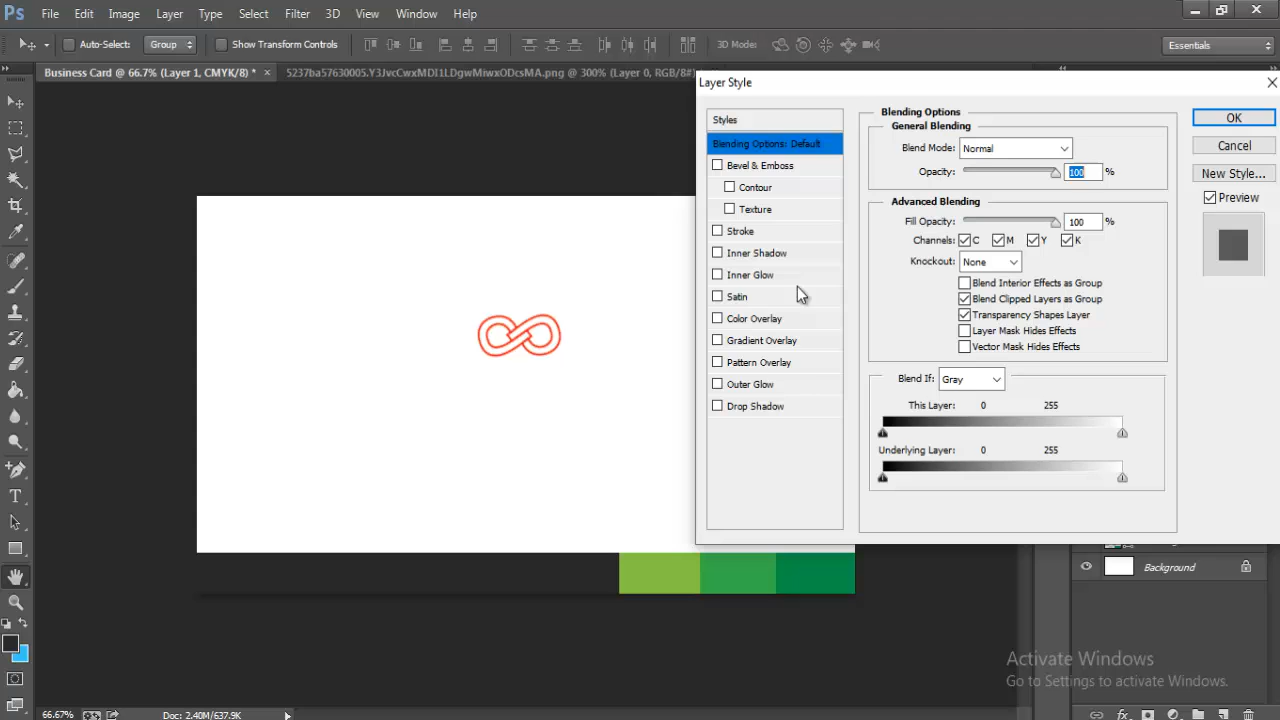 Ps File Edit Image Layer Type Select Filter 3D View Window Help
Auto-Select: Group Show Transform Controls 3D Mode: Essentials
Business Card @ 66.7% (Layer 1, CMYK/8) * × 5237ba57630005.Y3JvcCwxMDI1LDgwMiwxODcsMA.png @ 300% (Layer 0, RGB/8#)
Layer Style
Styles
Blending Options: Default
Bevel & Emboss
Contour
Texture
Stroke
Inner Shadow
Inner Glow
Satin
Color Overlay
Gradient Overlay
Pattern Overlay
Outer Glow
Drop Shadow
Blending Options
General Blending
Blend Mode: Normal
Opacity: 100 %
Advanced Blending
Fill Opacity: 100 %
Channels: C M Y K
Knockout: None
Blend Interior Effects as Group
Blend Clipped Layers as Group
Transparency Shapes Layer
Layer Mask Hides Effects
Vector Mask Hides Effects
Blend If: Gray
This Layer: 0 255
Underlying Layer: 0 255
OK
Cancel
New Style...
Preview
Background
Activate Windows
Go to Settings to activate Windows.
66.67% Doc: 2.40M/637.9K